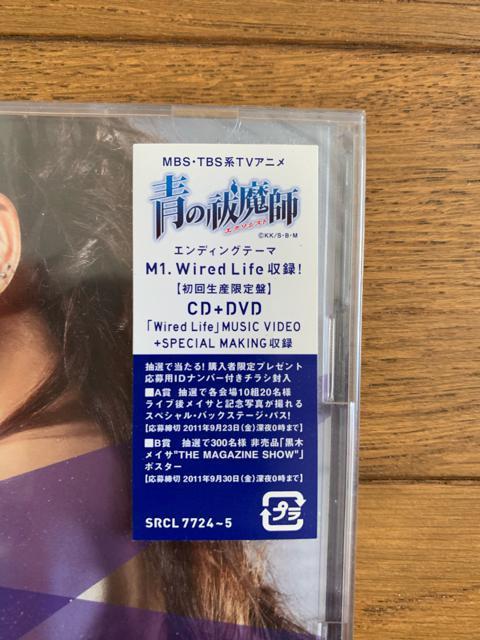 MBS・TBS系TVアニメ
青の祓魔師
エクソシスト
©KK/S・B・M
エンディングテーマ
M1. Wired Life 収録!
【初回生産限定盤】
CD+DVD
「Wired Life」MUSIC VIDEO
+SPECIAL MAKING収録
抽選で当たる! 購入者限定プレゼント
応募用IDナンバー付きチラシ封入
■A賞 抽選で各会場10組20名様
ライブ後メイサと記念写真が撮れる
スペシャル・バックステージ・パス!
【応募締切 2011年9月23日(金)深夜0時まで】
■B賞 抽選で300名様 非売品「黒木
メイサ"THE MAGAZINE SHOW"」
ポスター
【応募締切 2011年9月30日(金)深夜0時まで】
プラ
SRCL 7724~5